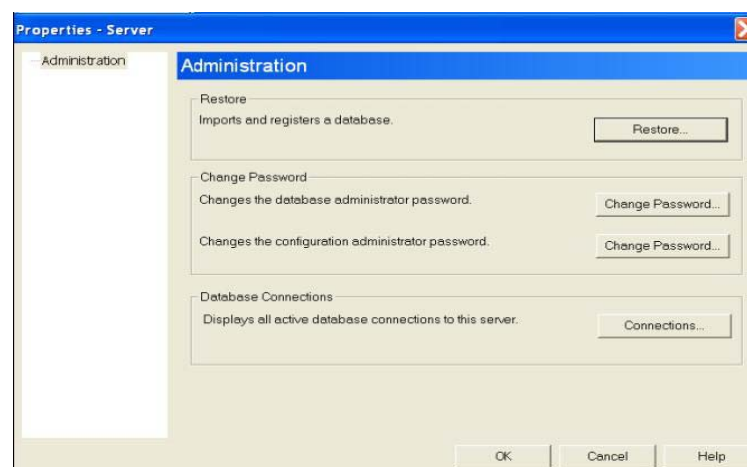 Properties - Server
Administration
Administration
Restore
Imports and registers a database.
Restore...
Change Password
Changes the database administrator password.
Change Password...
Changes the configuration administrator password.
Change Password...
Database Connections
Displays all active database connections to this server.
Connections...
OK
Cancel
Help